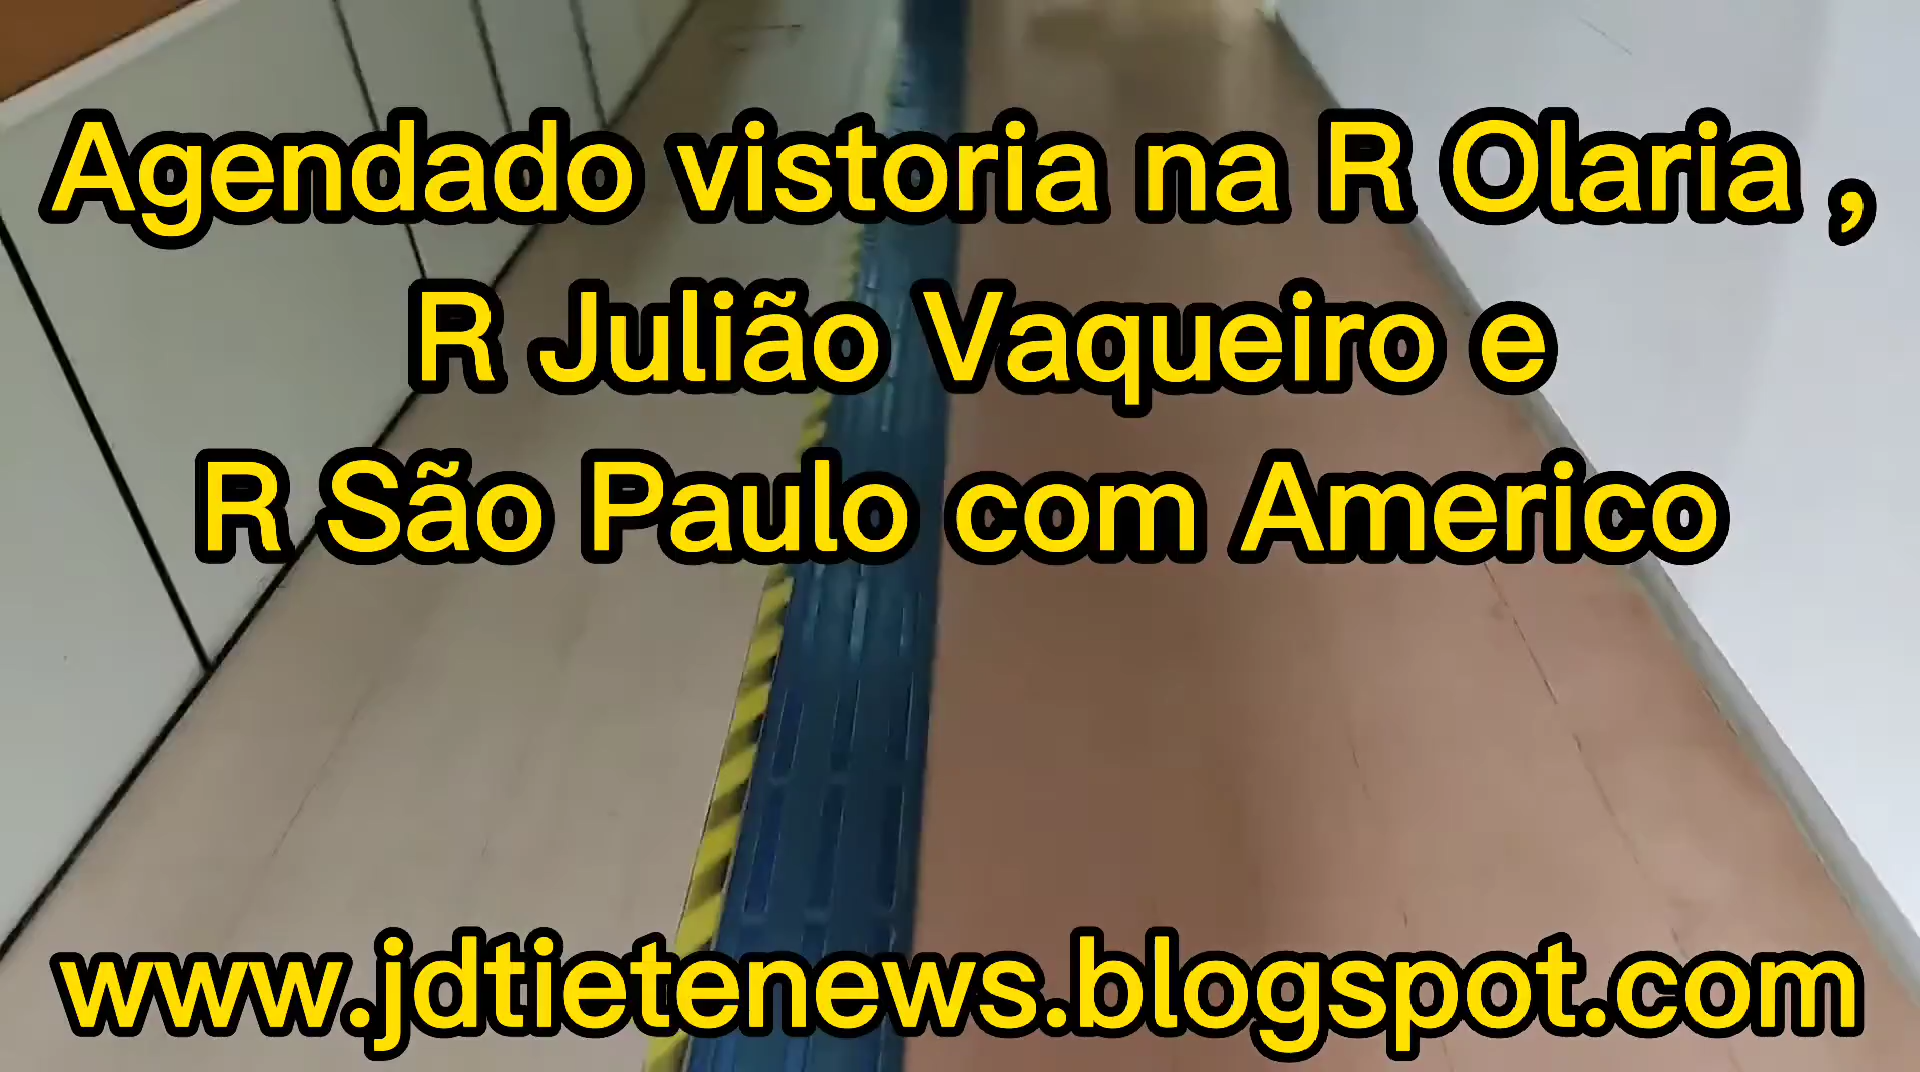 Agendado vistoria na R Olaria ,
R Julião Vaqueiro e
R São Paulo com Americo
www.jdtietenews.blogspot.com